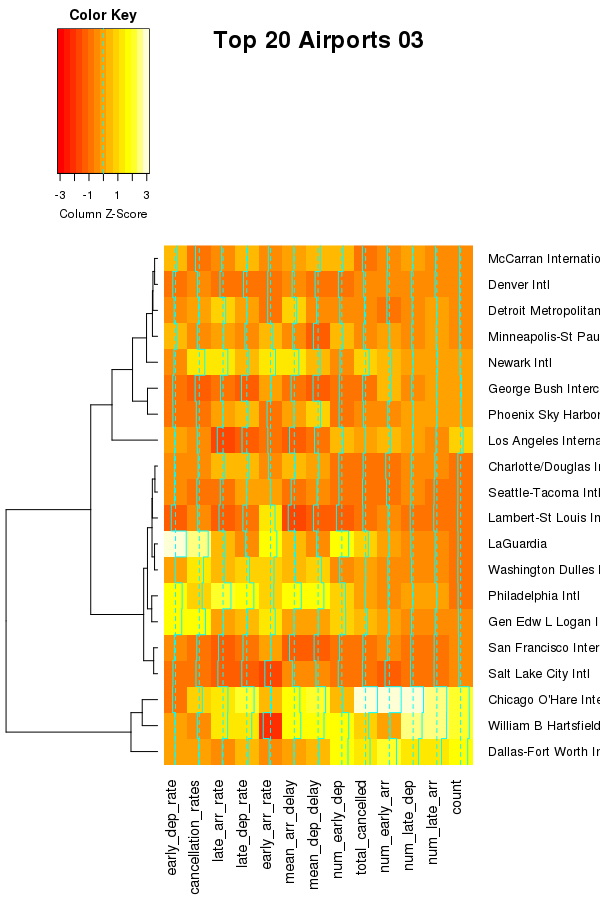 Color Key
Top 20 Airports 03
-3 -1 1 3
Column Z-Score
McCarran Internatio
Denver Intl
Detroit Metropolitan
Minneapolis-St Pau
Newark Intl
George Bush Interc
Phoenix Sky Harbor
Los Angeles Interna
Charlotte/Douglas In
Seattle-Tacoma Intl
Lambert-St Louis In
LaGuardia
Washington Dulles I
Philadelphia Intl
Gen Edw L Logan I
San Francisco Inter
Salt Lake City Intl
Chicago O'Hare Inte
William B Hartsfield
Dallas-Fort Worth In
early_dep_rate
cancellation_rates
late_arr_rate
late_dep_rate
early_arr_rate
mean_arr_delay
mean_dep_delay
num_early_dep
total_cancelled
num_early_arr
num_late_dep
num_late_arr
count